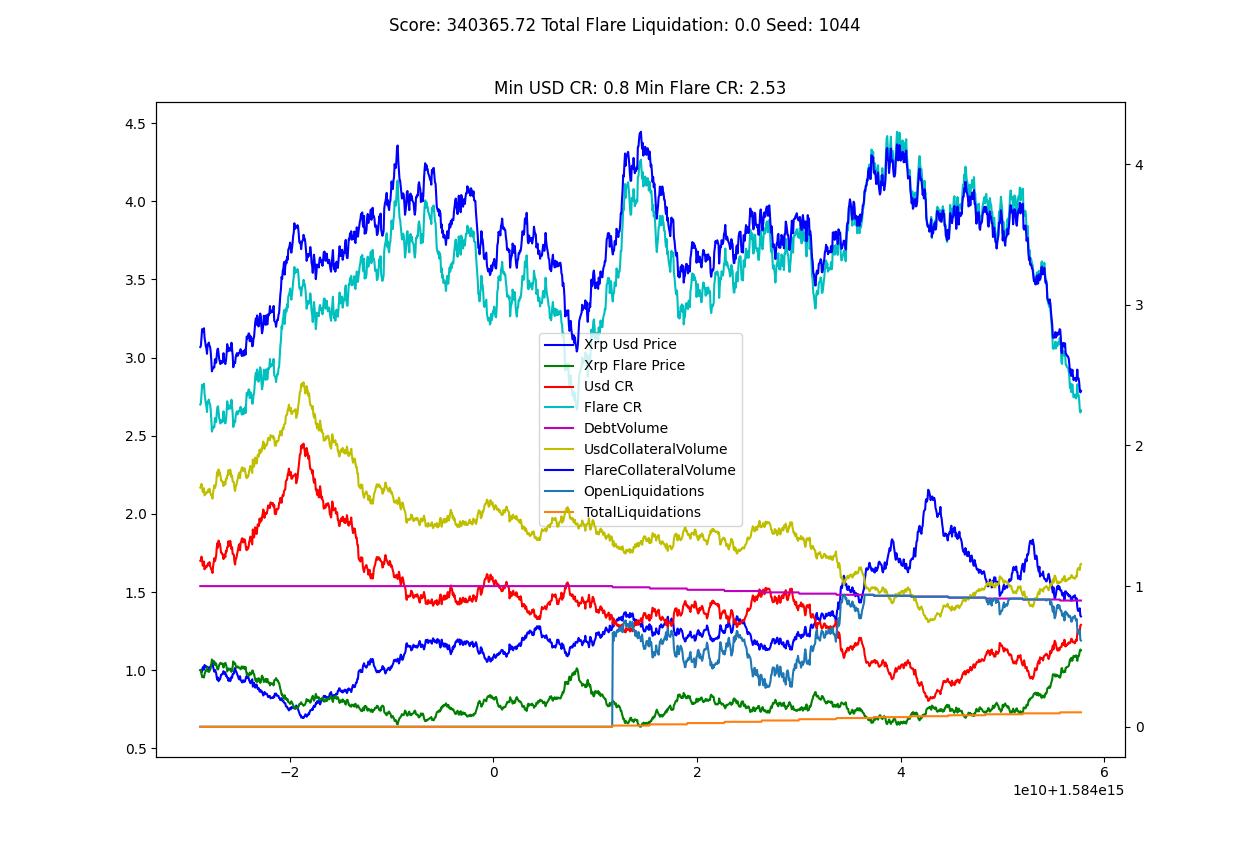 Score: 340365.72 Total Flare Liquidation: 0.0 Seed: 1044
Min USD CR: 0.8 Min Flare CR: 2.53
4.5
4.0
3.5
3.0
2.5
2.0
1.5
1.0
0.5
4
3
2
1
0
Xrp Usd Price
Xrp Flare Price
Usd CR
Flare CR
DebtVolume
UsdCollateralVolume
FlareCollateralVolume
OpenLiquidations
TotalLiquidations
−2 0 2 4 6
1e10+1.584e15